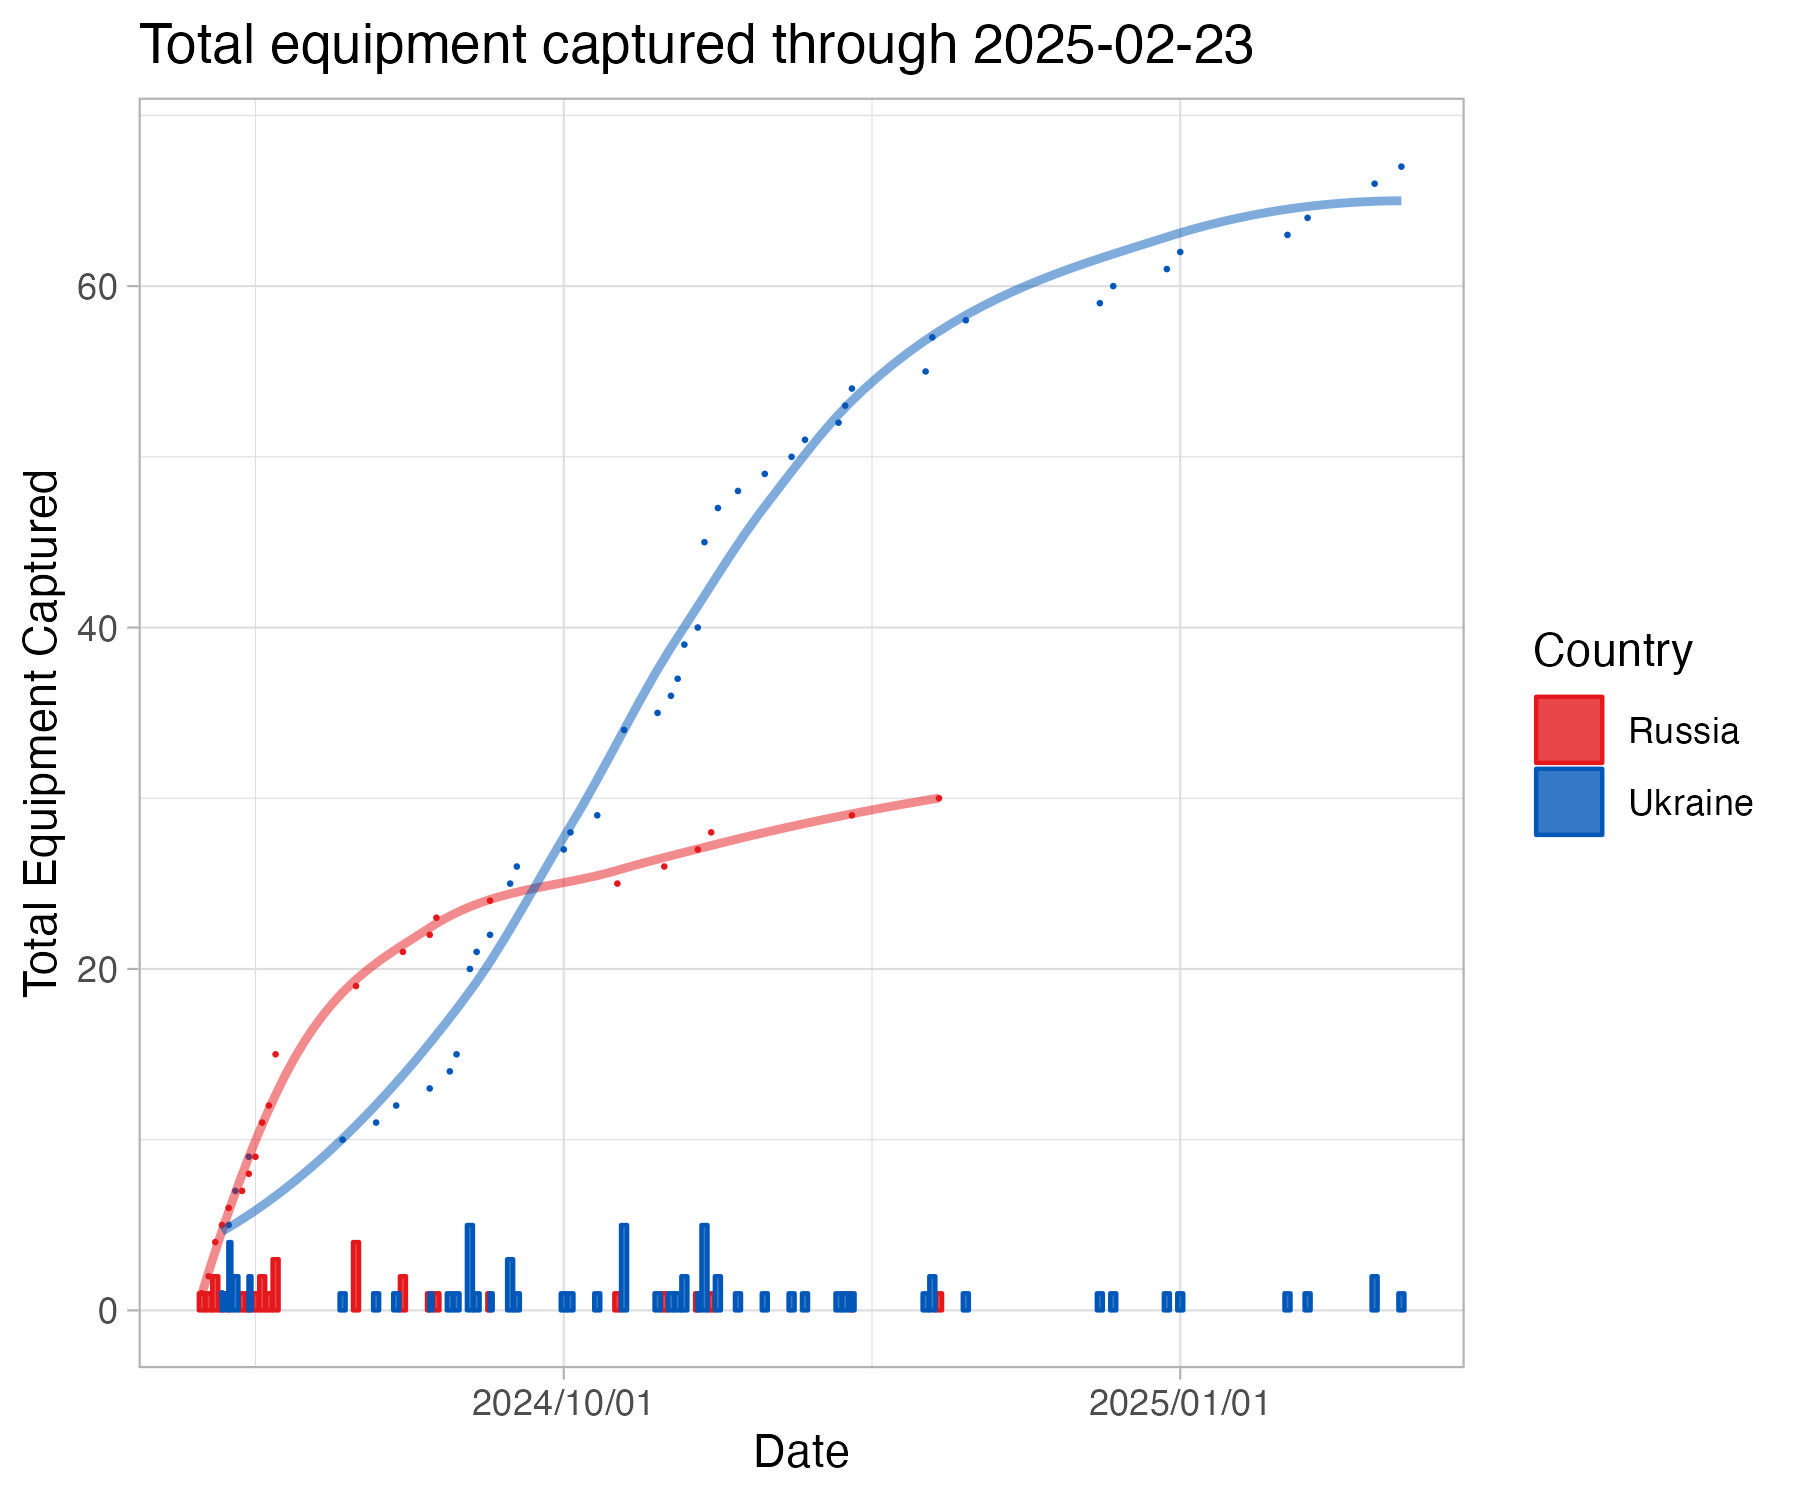 Total equipment captured through 2025-02-23
Total Equipment Captured
60
40
20
0
2024/10/01
2025/01/01
Date
Country
Russia
Ukraine